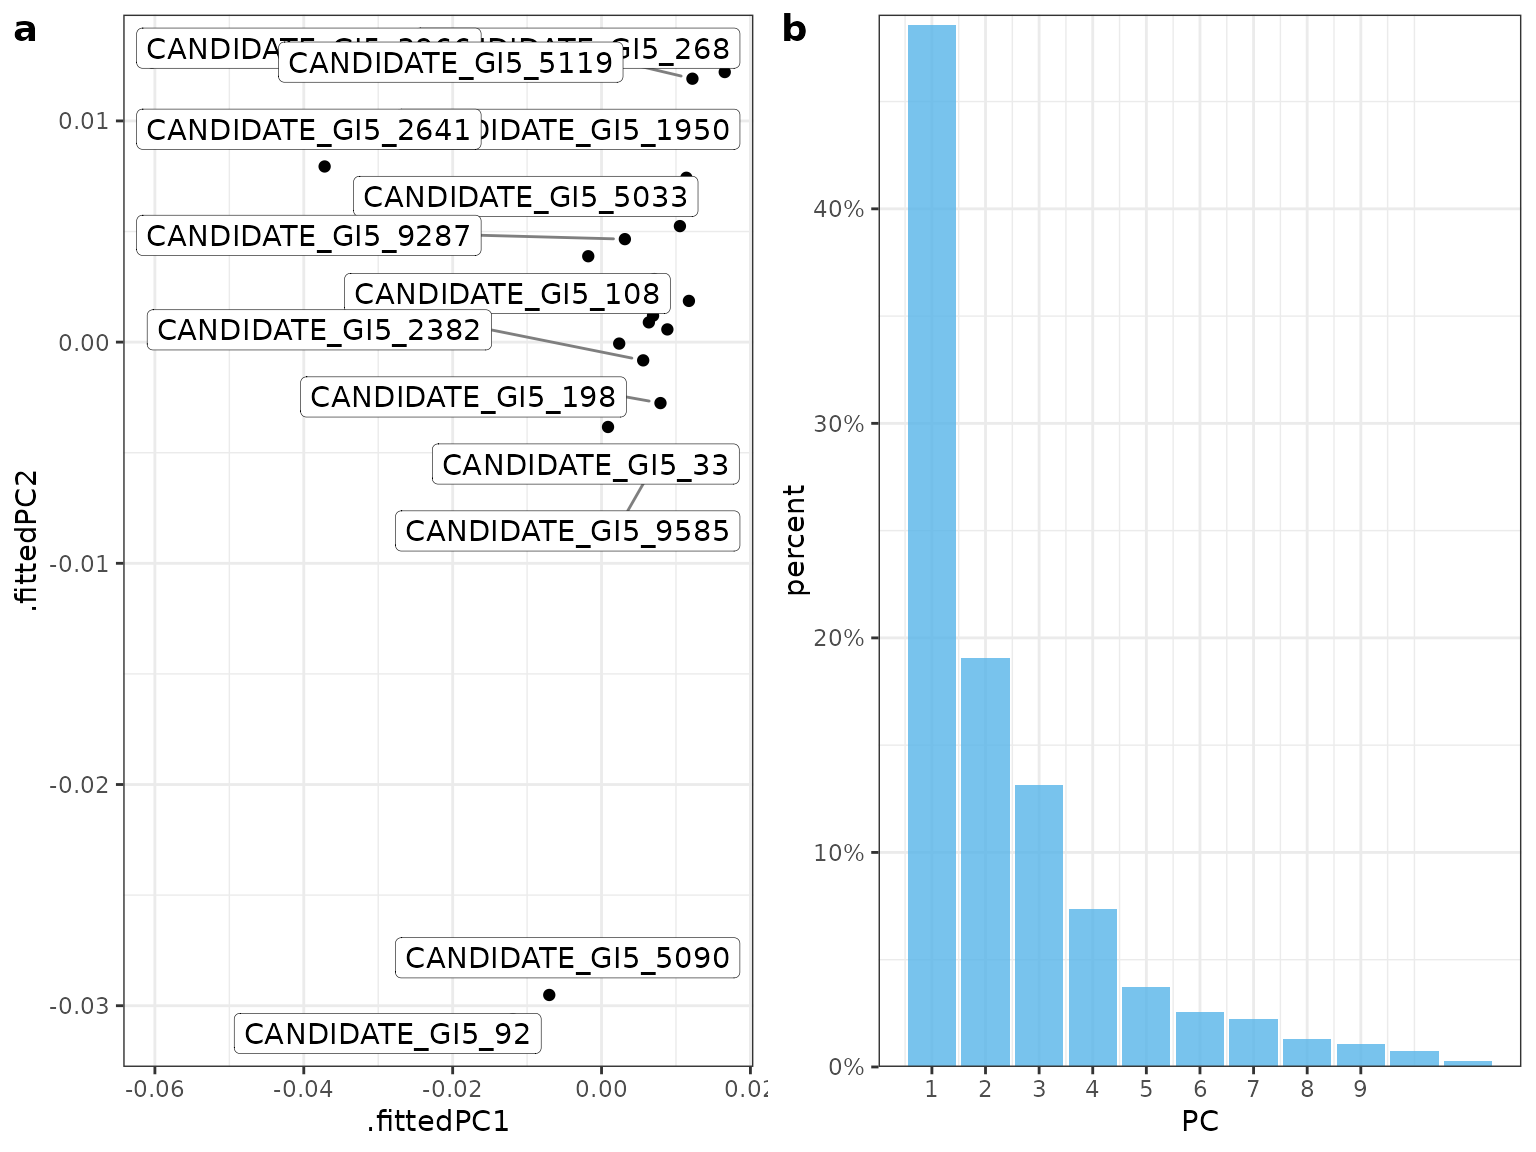 a
CANDIDATE_GI5_268
CANDIDATE_GI5_5119
0.01
CANDIDATE_GI5_2641
CANDIDATE_GI5_1950
CANDIDATE_GI5_5033
CANDIDATE_GI5_9287
CANDIDATE_GI5_108
CANDIDATE_GI5_2382
0.00
CANDIDATE_GI5_198
CANDIDATE_GI5_33
CANDIDATE_GI5_9585
-0.01
-0.02
CANDIDATE_GI5_5090
-0.03
CANDIDATE_GI5_92
-0.06 -0.04 -0.02 0.00 0.02
.fittedPC1
.fittedPC2
b
40%
30%
20%
10%
0%
1 2 3 4 5 6 7 8 9
PC
percent